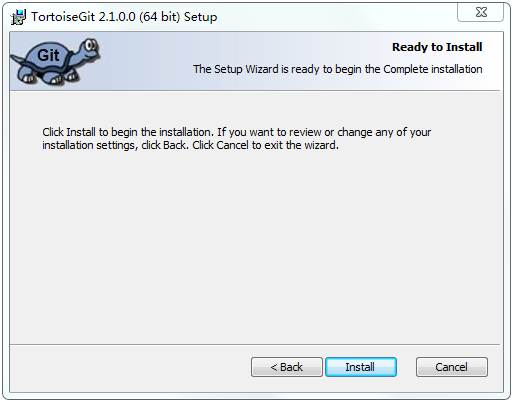 TortoiseGit 2.1.0.0 (64 bit) Setup
Git
Ready to Install
The Setup Wizard is ready to begin the Complete installation
Click Install to begin the installation. If you want to review or change any of your
installation settings, click Back. Click Cancel to exit the wizard.
< Back
Install
Cancel